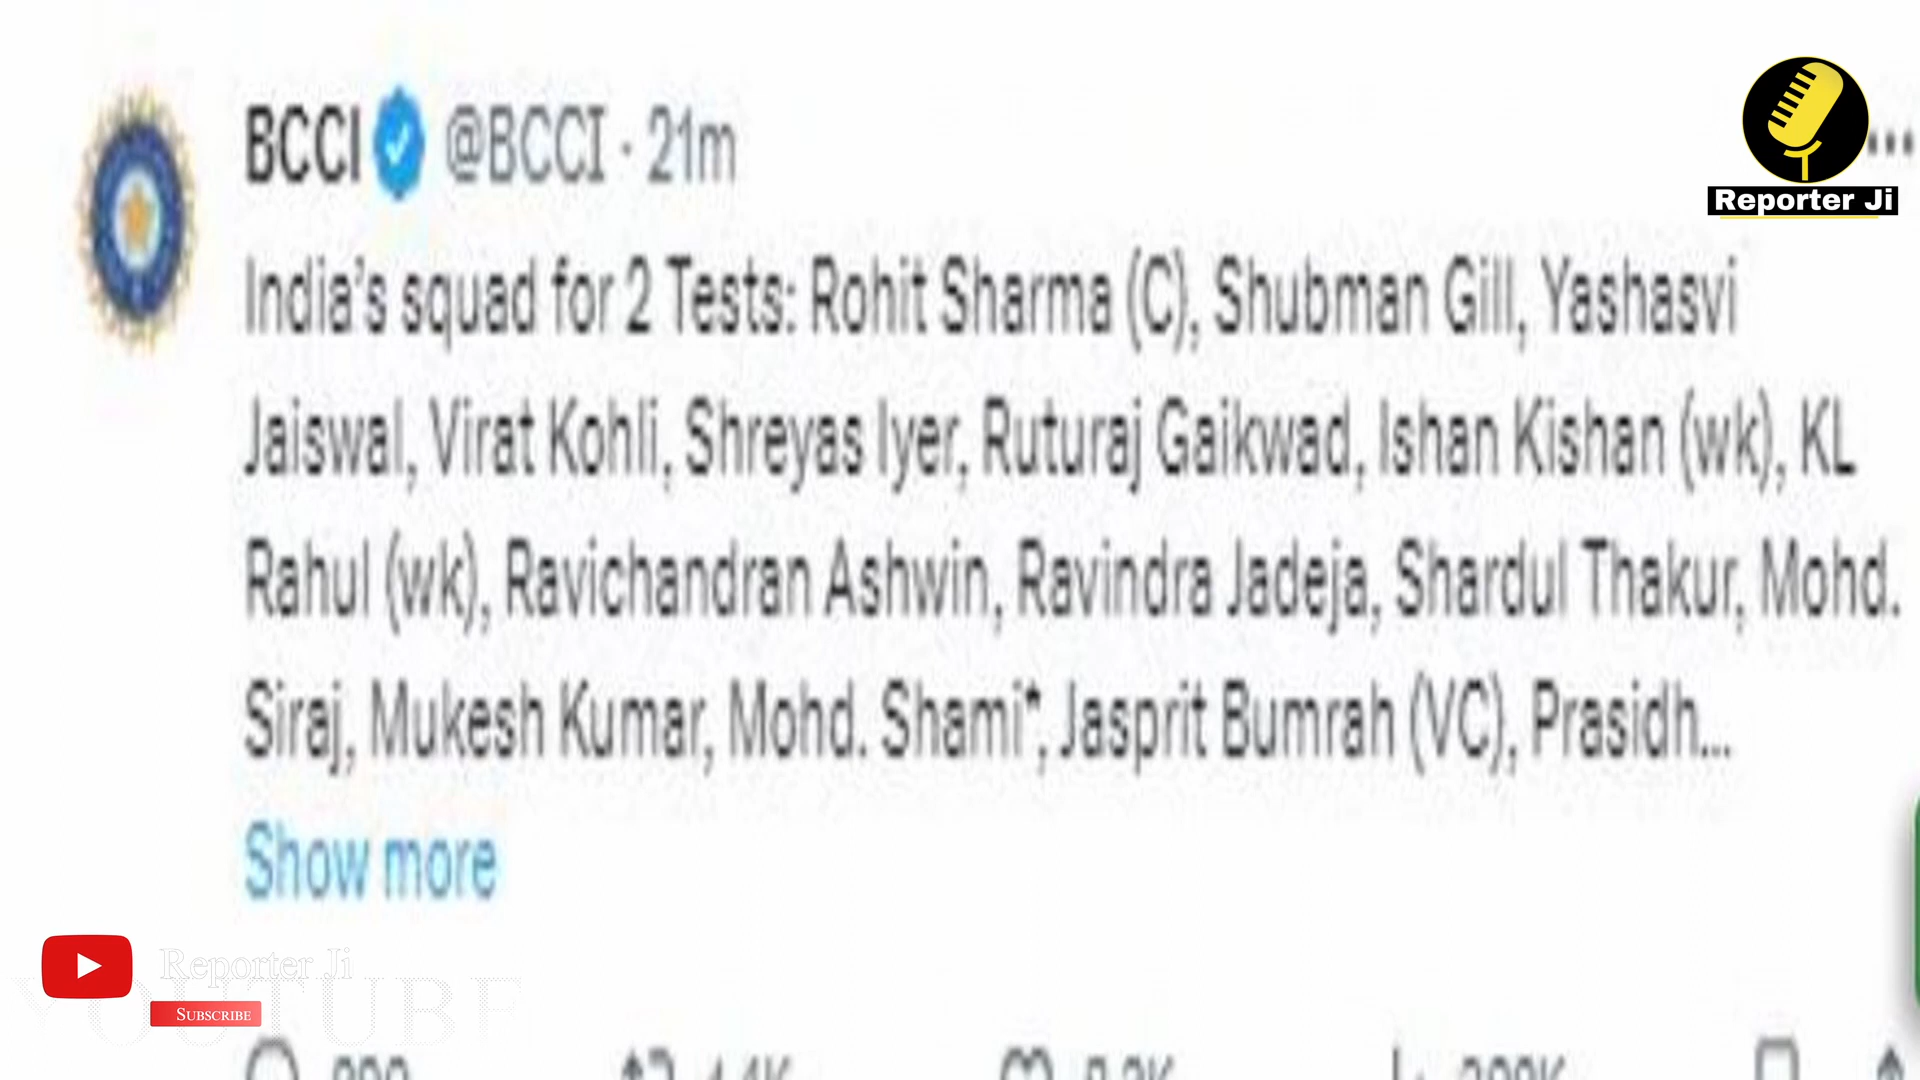 BCCI @BCCI · 21m
Reporter Ji
India's squad for 2 Tests: Rohit Sharma (C), Shubman Gill, Yashasvi
Jaiswal, Virat Kohli, Shreyas Iyer, Ruturaj Gaikwad, Ishan Kishan (wk), KL
Rahul (wk), Ravichandran Ashwin, Ravindra Jadeja, Shardul Thakur, Mohd.
Siraj, Mukesh Kumar, Mohd. Shami*, Jasprit Bumrah (VC), Prasidh...
Show more
Reporter Ji
YOUTUBE
SUBSCRIBE